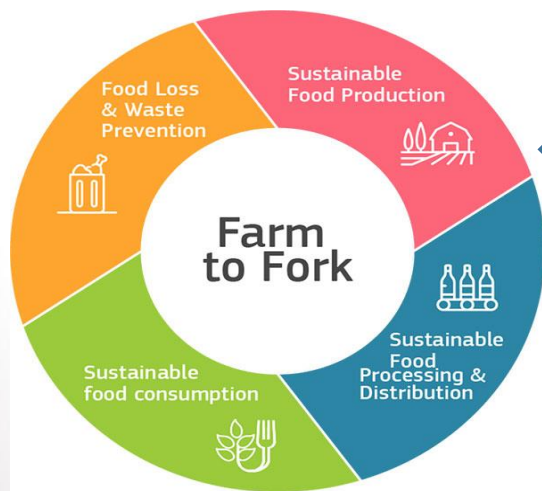 Food Loss
& Waste
Prevention
Sustainable
Food Production
Farm
to Fork
Sustainable
Food
Processing &
Distribution
Sustainable
food consumption